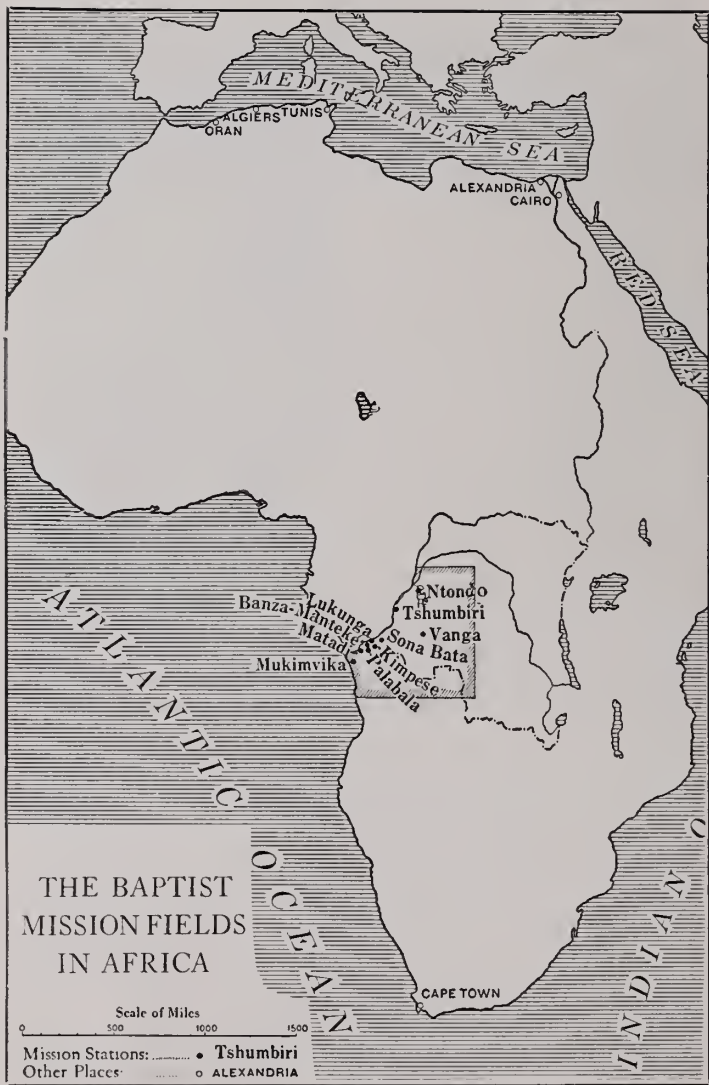 MEDITERRANEAN SEA
ALGIERS
TUNIS
ORAN
ALEXANDRIA
CAIRO
RED SEA
Ntondo
Tshumbiri
Lukunga
Banza-Manteke
Vanga
Matadi
Sona Bata
Mukimvika
Kimpese
Palabala
ATLANTIC
OCEAN
INDIAN O
THE BAPTIST
MISSION FIELDS
IN AFRICA
CAPE TOWN
Scale of Miles
0 500 1000 1500
Mission Stations: ........... • Tshumbiri
Other Places· ... ..... o ALEXANDRIA